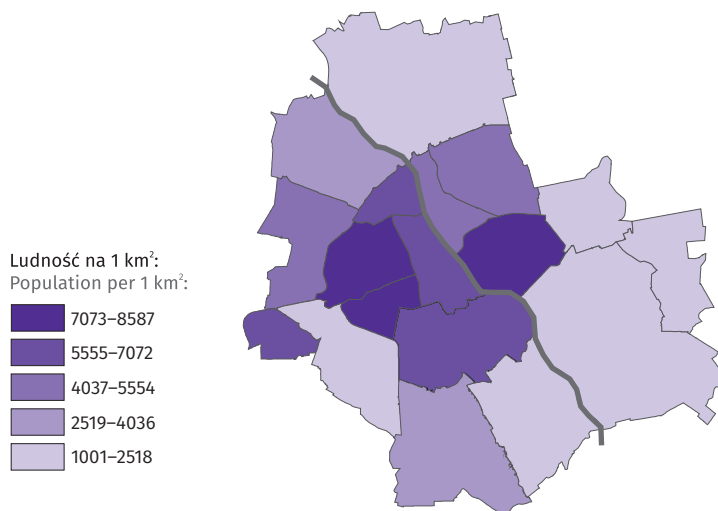 Ludność na 1 km²:
Population per 1 km²:
7073–8587
5555–7072
4037–5554
2519–4036
1001–2518